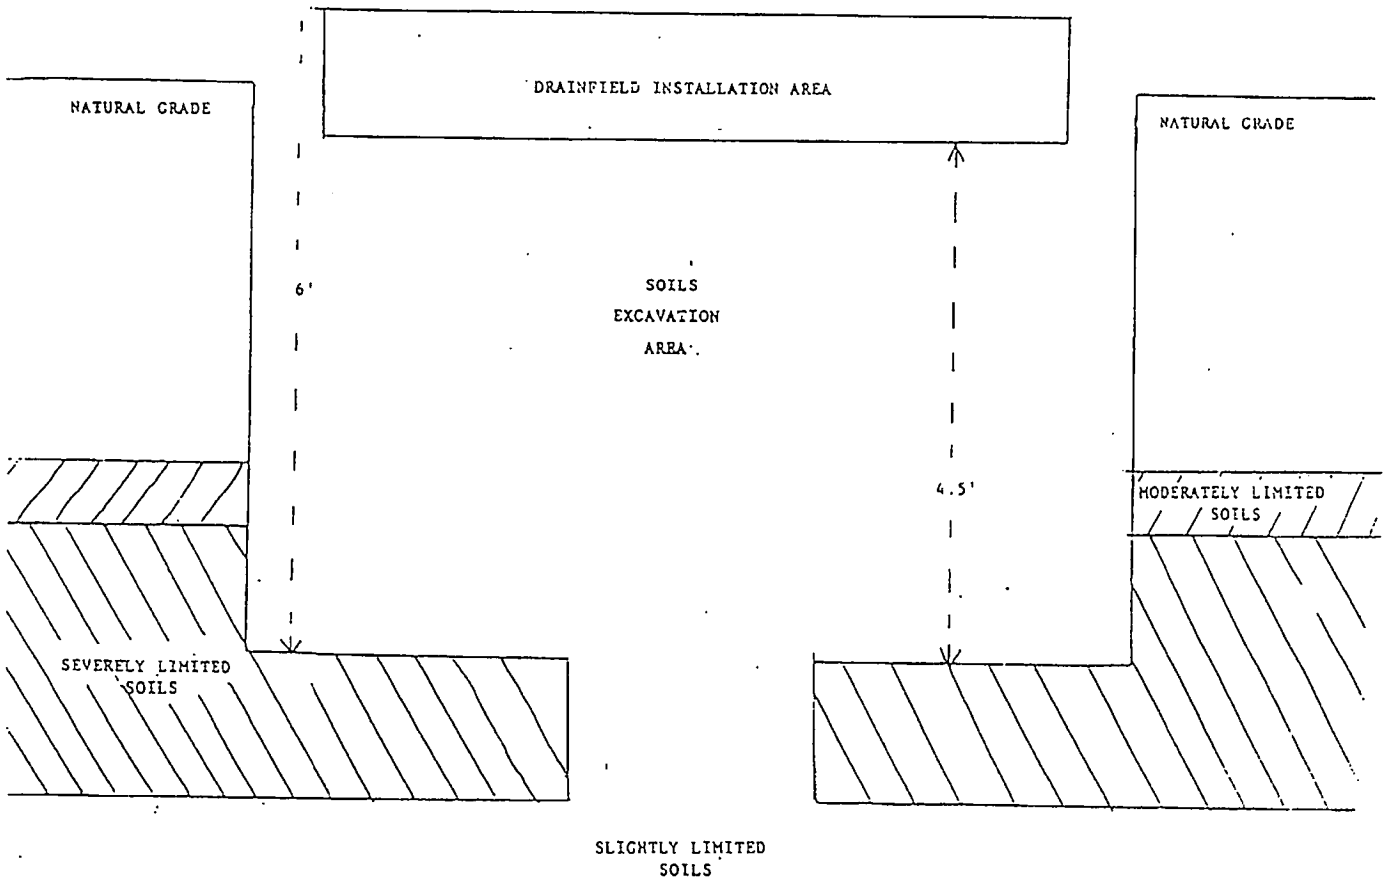 DRAINFIELD INSTALLATION AREA
NATURAL GRADE
NATURAL GRADE
6'
SOILS
EXCAVATION
AREA
4.5'
MODERATELY LIMITED
SOILS
SEVERELY LIMITED
SOILS
SLIGHTLY LIMITED
SOILS